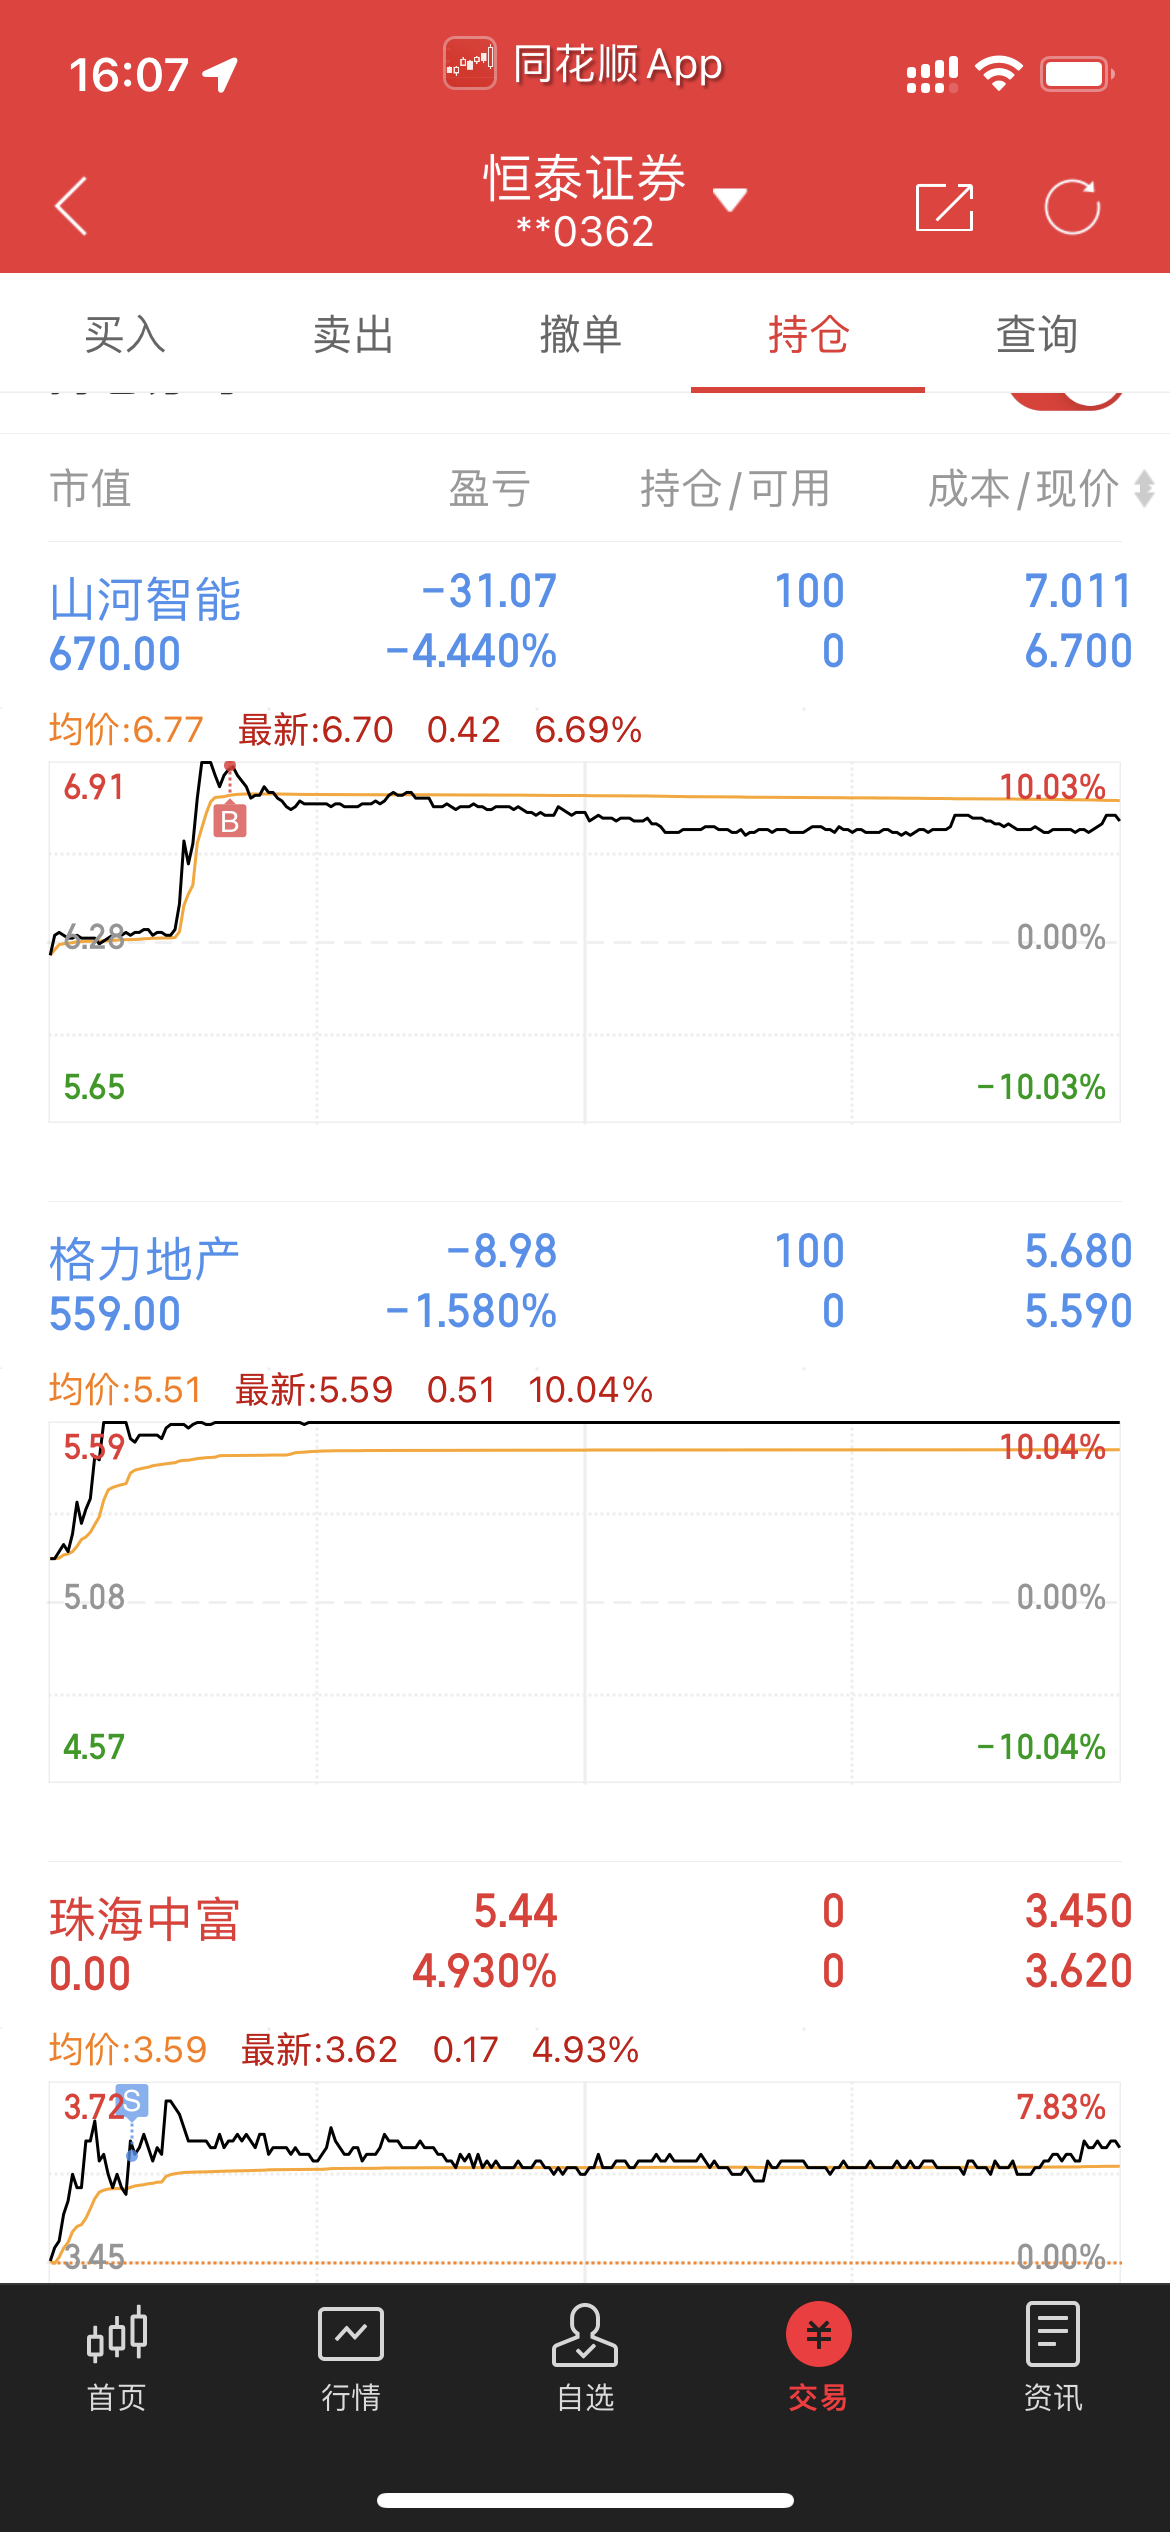 16:07
同花顺 App
恒泰证券
**0362
买入 卖出 撤单 持仓 查询
市值 盈亏 持仓/可用 成本/现价
山河智能 -31.07 100 7.011
670.00 -4.440% 0 6.700
均价:6.77 最新:6.70 0.42 6.69%
6.91 10.03%
B
6.28 0.00%
5.65 -10.03%
格力地产 -8.98 100 5.680
559.00 -1.580% 0 5.590
均价:5.51 最新:5.59 0.51 10.04%
5.59 10.04%
5.08 0.00%
4.57 -10.04%
珠海中富 5.44 0 3.450
0.00 4.930% 0 3.620
均价:3.59 最新:3.62 0.17 4.93%
3.72 S 7.83%
3.45 0.00%
¥
首页 行情 自选 交易 资讯